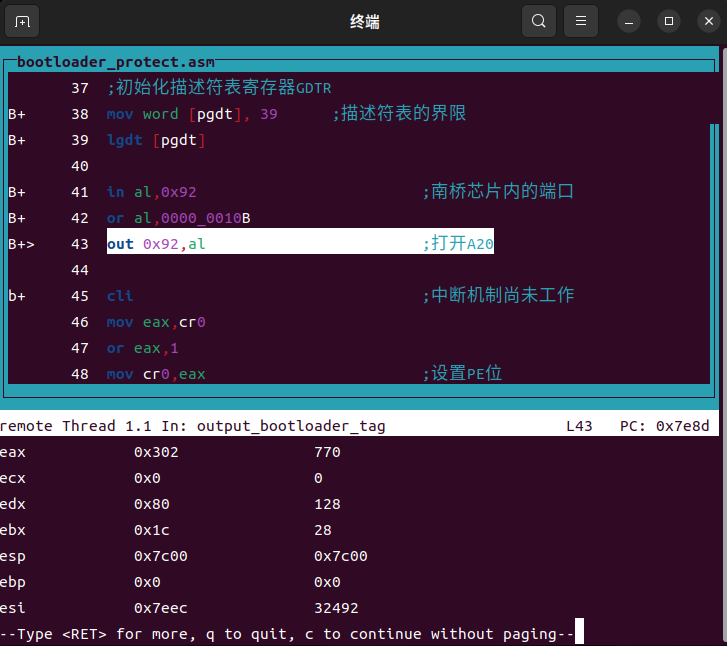 终端
bootloader_protect.asm
37 ;初始化描述符表寄存器GDTR
B+ 38 mov word [pgdt], 39 ;描述符表的界限
B+ 39 lgdt [pgdt]
40
B+ 41 in al,0x92 ;南桥芯片内的端口
B+ 42 or al,0000_0010B
B+> 43 out 0x92,al ;打开A20
44
b+ 45 cli ;中断机制尚未工作
46 mov eax,cr0
47 or eax,1
48 mov cr0,eax ;设置PE位
remote Thread 1.1 In: output_bootloader_tag L43 PC: 0x7e8d
eax 0x302 770
ecx 0x0 0
edx 0x80 128
ebx 0x1c 28
esp 0x7c00 0x7c00
ebp 0x0 0x0
esi 0x7eec 32492
--Type <RET> for more, q to quit, c to continue without paging--